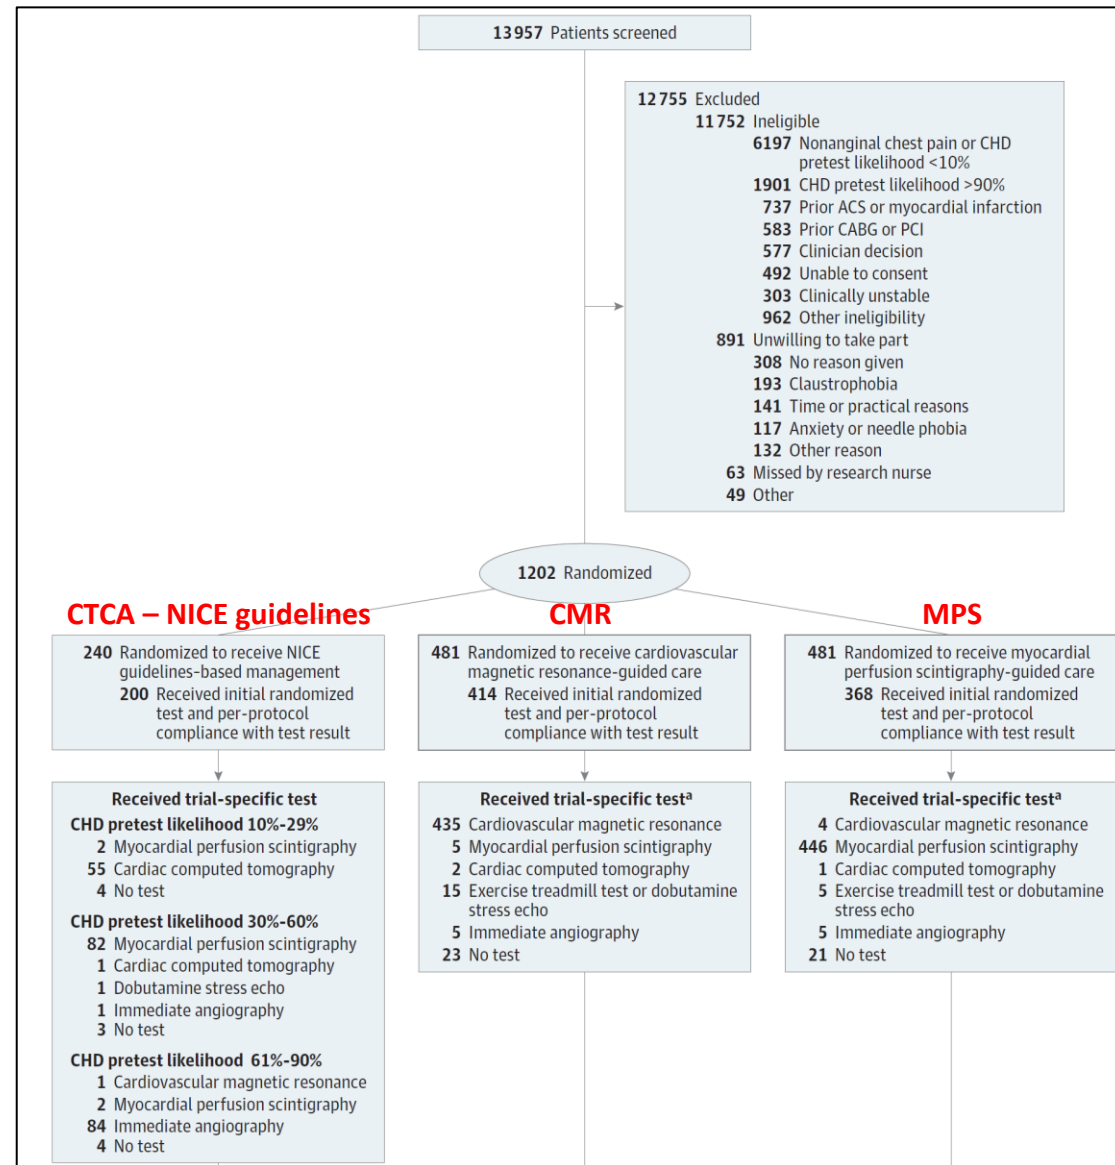 13957 Patients screened
12755 Excluded
11752 Ineligible
6197 Nonanginal chest pain or CHD
pretest likelihood <10%
1901 CHD pretest likelihood >90%
737 Prior ACS or myocardial infarction
583 Prior CABG or PCI
577 Clinician decision
492 Unable to consent
303 Clinically unstable
962 Other ineligibility
891 Unwilling to take part
308 No reason given
193 Claustrophobia
141 Time or practical reasons
117 Anxiety or needle phobia
132 Other reason
63 Missed by research nurse
49 Other
1202 Randomized
CTCA – NICE guidelines
240 Randomized to receive NICE
guidelines-based management
200 Received initial randomized
test and per-protocol
compliance with test result
Received trial-specific test
CHD pretest likelihood 10%-29%
2 Myocardial perfusion scintigraphy
55 Cardiac computed tomography
4 No test
CHD pretest likelihood 30%-60%
82 Myocardial perfusion scintigraphy
1 Cardiac computed tomography
1 Dobutamine stress echo
1 Immediate angiography
3 No test
CHD pretest likelihood 61%-90%
1 Cardiovascular magnetic resonance
2 Myocardial perfusion scintigraphy
84 Immediate angiography
4 No test
CMR
481 Randomized to receive cardiovascular
magnetic resonance-guided care
414 Received initial randomized
test and per-protocol
compliance with test result
Received trial-specific testᵃ
435 Cardiovascular magnetic resonance
5 Myocardial perfusion scintigraphy
2 Cardiac computed tomography
15 Exercise treadmill test or dobutamine
stress echo
5 Immediate angiography
23 No test
MPS
481 Randomized to receive myocardial
perfusion scintigraphy-guided care
368 Received initial randomized
test and per-protocol
compliance with test result
Received trial-specific testᵃ
4 Cardiovascular magnetic resonance
446 Myocardial perfusion scintigraphy
1 Cardiac computed tomography
5 Exercise treadmill test or dobutamine
stress echo
5 Immediate angiography
21 No test